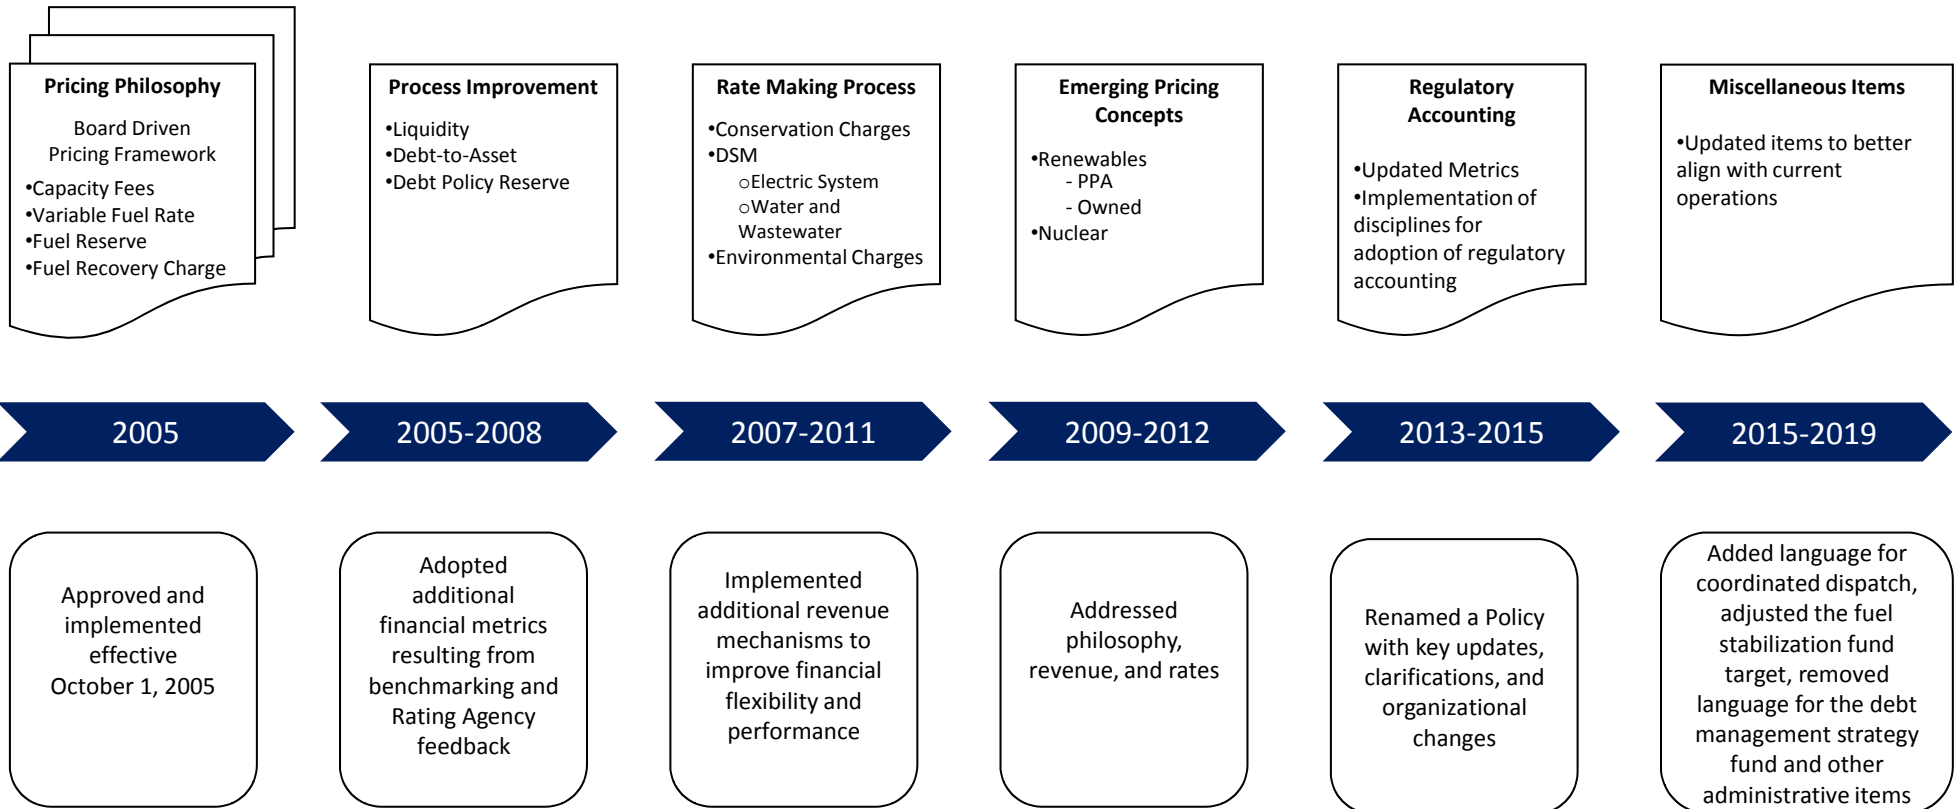 Pricing Philosophy
Board Driven
Pricing Framework
•Capacity Fees
•Variable Fuel Rate
•Fuel Reserve
•Fuel Recovery Charge
Process Improvement
•Liquidity
•Debt-to-Asset
•Debt Policy Reserve
Rate Making Process
•Conservation Charges
•DSM
oElectric System
oWater and
Wastewater
•Environmental Charges
Emerging Pricing
Concepts
•Renewables
- PPA
- Owned
•Nuclear
Regulatory
Accounting
•Updated Metrics
•Implementation of
disciplines for
adoption of regulatory
accounting
Miscellaneous Items
•Updated items to better
align with current
operations
2005
2005-2008
2007-2011
2009-2012
2013-2015
2015-2019
Approved and
implemented
effective
October 1, 2005
Adopted
additional
financial metrics
resulting from
benchmarking and
Rating Agency
feedback
Implemented
additional revenue
mechanisms to
improve financial
flexibility and
performance
Addressed
philosophy,
revenue, and rates
Renamed a Policy
with key updates,
clarifications, and
organizational
changes
Added language for
coordinated dispatch,
adjusted the fuel
stabilization fund
target, removed
language for the debt
management strategy
fund and other
administrative items